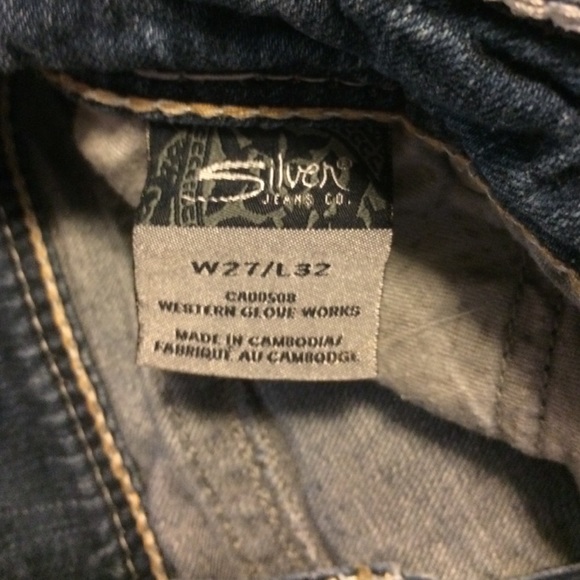 Silver®
JEANS CO.
W27/L32
CA00508
WESTERN GLOVE WORKS
MADE IN CAMBODIA/
FABRIQUE AU CAMBODGE